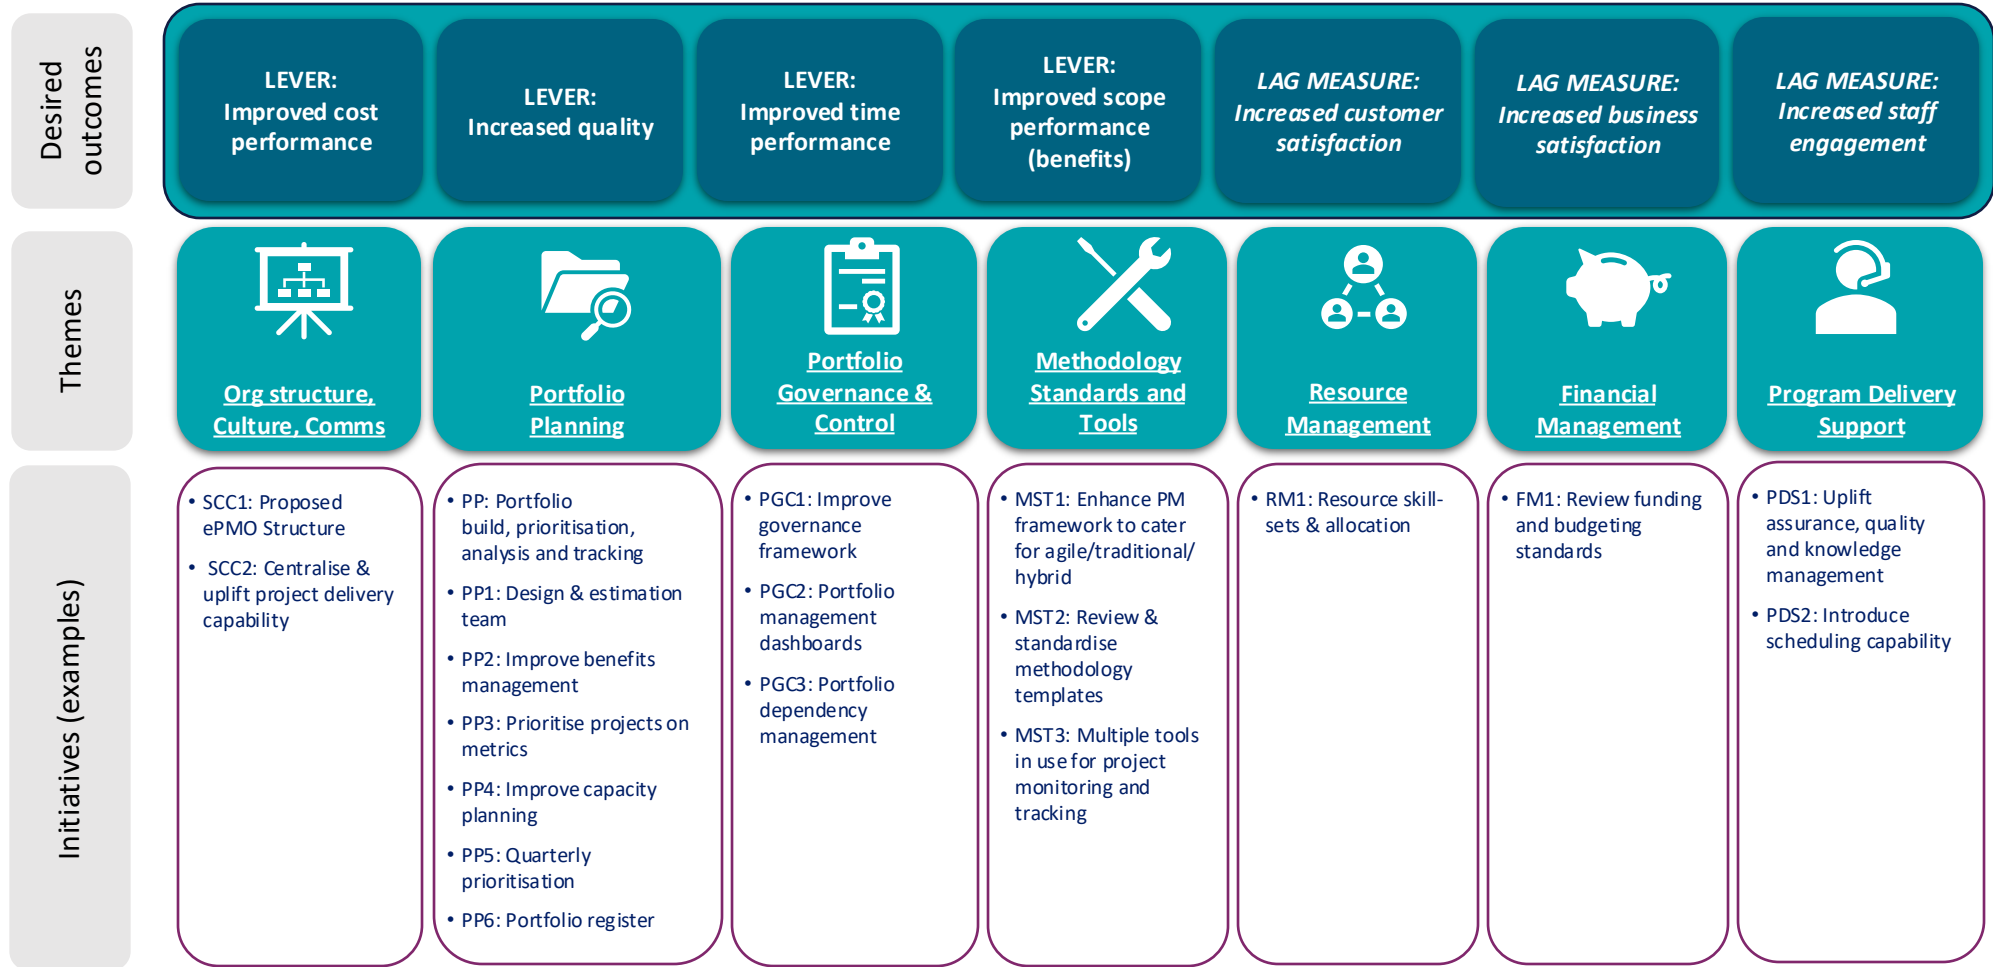 Desired
outcomes
LEVER:
Improved cost
performance
LEVER:
Increased quality
LEVER:
Improved time
performance
LEVER:
Improved scope
performance
(benefits)
LAG MEASURE:
Increased customer
satisfaction
LAG MEASURE:
Increased business
satisfaction
LAG MEASURE:
Increased staff
engagement
Themes
Org structure,
Culture, Comms
Portfolio
Planning
Portfolio
Governance &
Control
Methodology
Standards and
Tools
Resource
Management
Financial
Management
Program Delivery
Support
Initiatives (examples)
• SCC1: Proposed
ePMO Structure
• SCC2: Centralise &
uplift project delivery
capability
• PP: Portfolio
build, prioritisation,
analysis and tracking
• PP1: Design & estimation
team
• PP2: Improve benefits
management
• PP3: Prioritise projects on
metrics
• PP4: Improve capacity
planning
• PP5: Quarterly
prioritisation
• PP6: Portfolio register
• PGC1: Improve
governance
framework
• PGC2: Portfolio
management
dashboards
• PGC3: Portfolio
dependency
management
• MST1: Enhance PM
framework to cater
for agile/traditional/
hybrid
• MST2: Review &
standardise
methodology
templates
• MST3: Multiple tools
in use for project
monitoring and
tracking
• RM1: Resource skill-
sets & allocation
• FM1: Review funding
and budgeting
standards
• PDS1: Uplift
assurance, quality
and knowledge
management
• PDS2: Introduce
scheduling capability